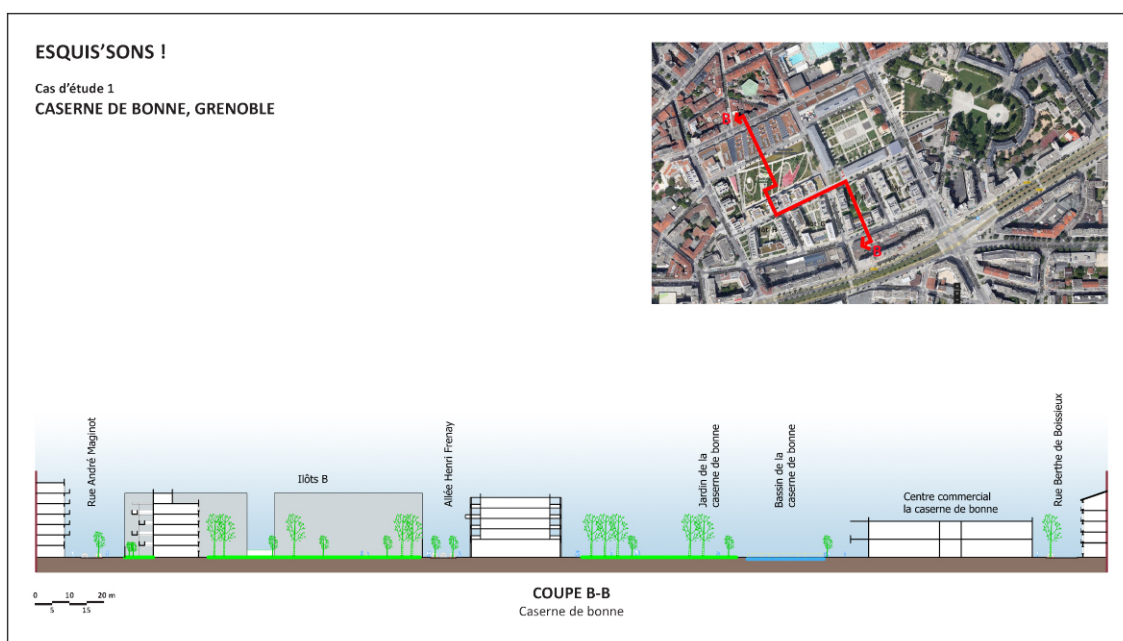 ESQUIS'SONS !
Cas d'étude 1
CASERNE DE BONNE, GRENOBLE
B
B
Rue André Maginot
Ilôts B
Allée Henri Frenay
Jardin de la
caserne de bonne
Bassin de la
caserne de bonne
Centre commercial
la caserne de bonne
Rue Berthe de Boissieux
0 10 20 m
5 15
COUPE B-B
Caserne de bonne